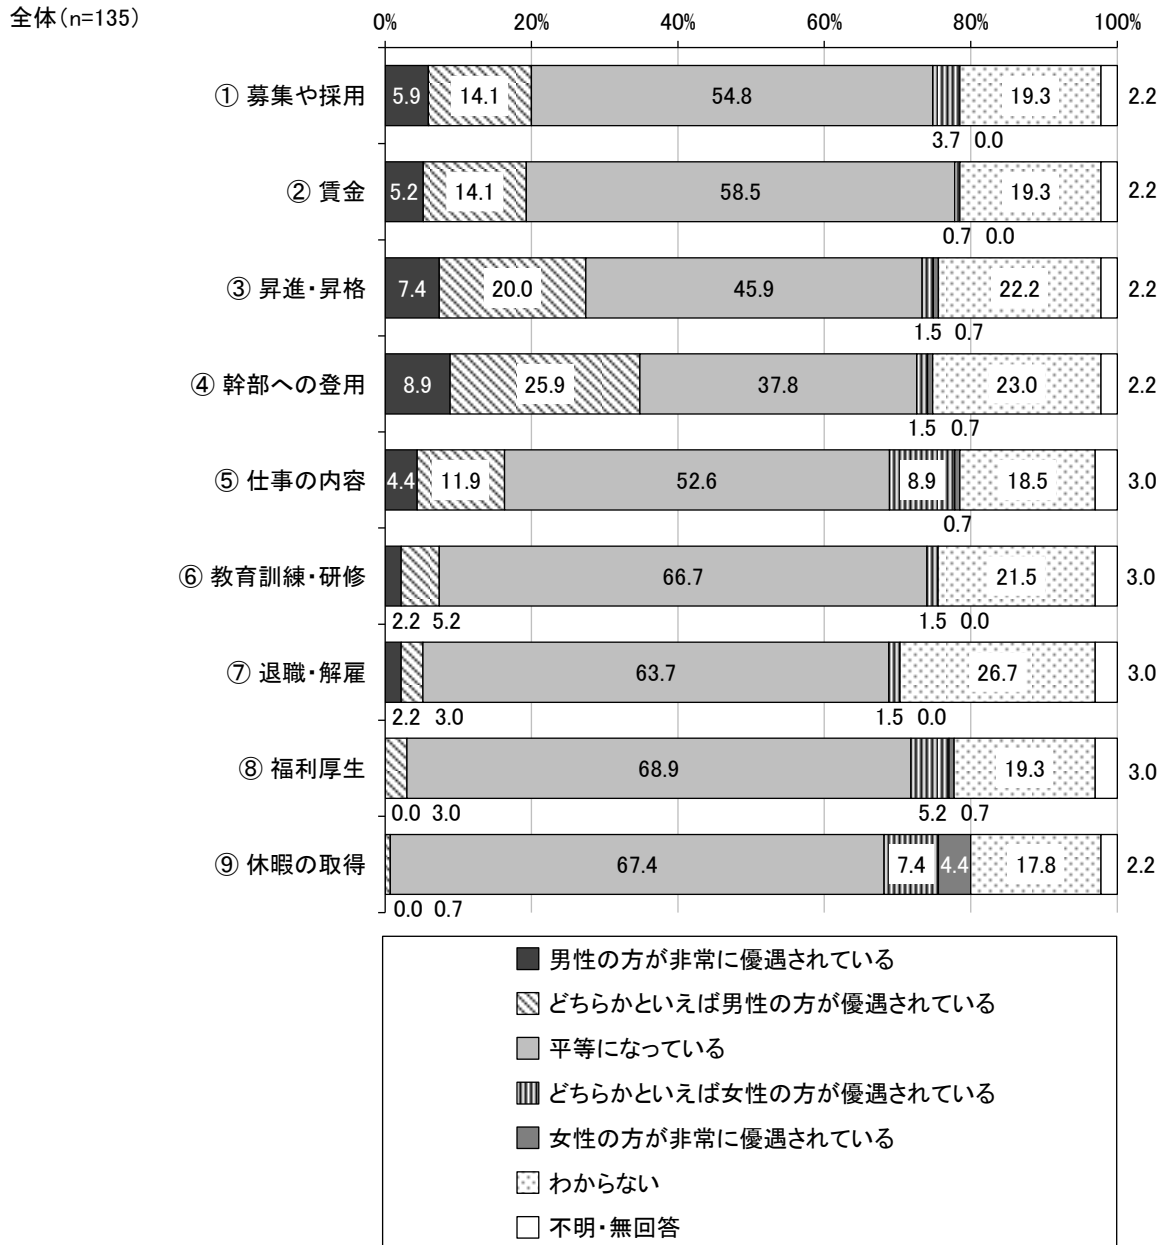 全体(n=135)
0% 20% 40% 60% 80% 100%
① 募集や採用 5.9 14.1 54.8 19.3 2.2
3.7 0.0
② 賃金 5.2 14.1 58.5 19.3 2.2
0.7 0.0
③ 昇進・昇格 7.4 20.0 45.9 22.2 2.2
1.5 0.7
④ 幹部への登用 8.9 25.9 37.8 23.0 2.2
1.5 0.7
⑤ 仕事の内容 4.4 11.9 52.6 8.9 18.5 3.0
0.7
⑥ 教育訓練・研修 66.7 21.5 3.0
2.2 5.2 1.5 0.0
⑦ 退職・解雇 63.7 26.7 3.0
2.2 3.0 1.5 0.0
⑧ 福利厚生 68.9 19.3 3.0
0.0 3.0 5.2 0.7
⑨ 休暇の取得 67.4 7.4 4.4 17.8 2.2
0.0 0.7
男性の方が非常に優遇されている
どちらかといえば男性の方が優遇されている
平等になっている
どちらかといえば女性の方が優遇されている
女性の方が非常に優遇されている
わからない
不明・無回答